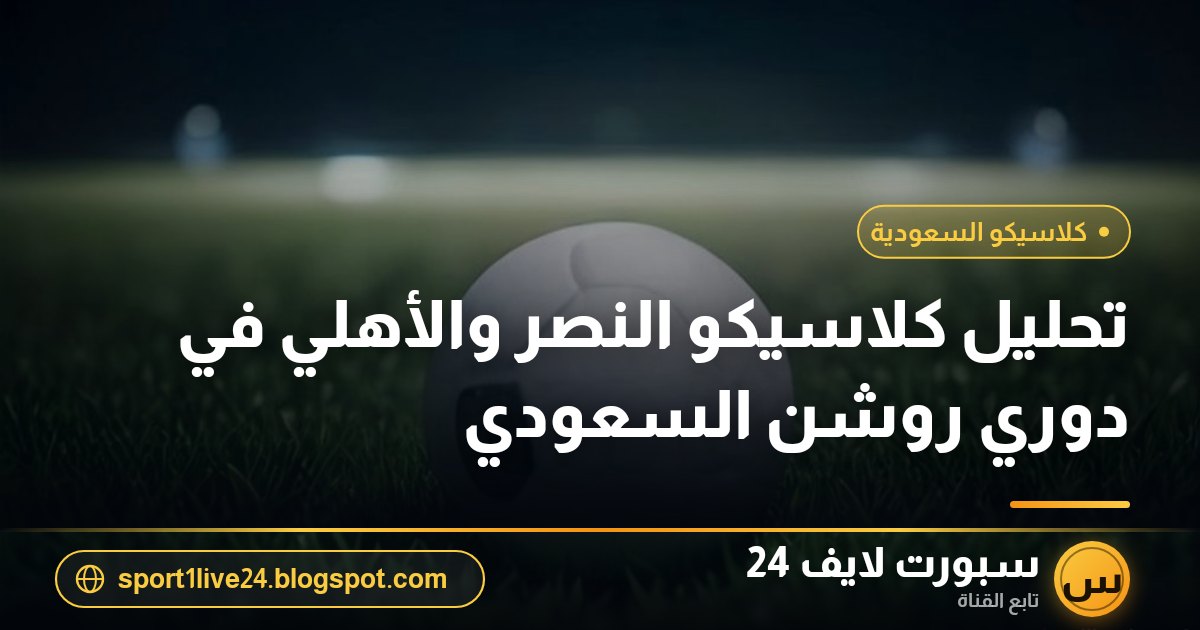 كلاسيكو السعودية
تحليل كلاسيكو النصر والأهلي في
دوري روشن السعودي
س
سبورت لايف 24
تابع القناة
sport1live24.blogspot.com